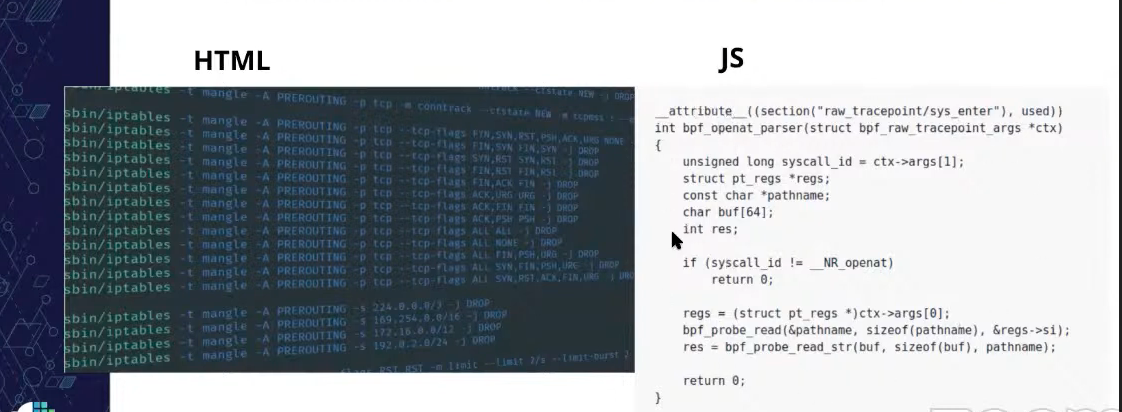 HTML
JS
sbin/iptables -t mangle -A PREROUTING -p tcp -m conntrack --ctstate NEW -m tcpmss ! --
sbin/iptables -t mangle -A PREROUTING -p tcp --tcp-flags FIN,SYN,RST,PSH,ACK,URG NONE -
sbin/iptables -t mangle -A PREROUTING -p tcp --tcp-flags FIN,SYN FIN,SYN -j DROP
sbin/iptables -t mangle -A PREROUTING -p tcp --tcp-flags SYN,RST SYN,RST -j DROP
sbin/iptables -t mangle -A PREROUTING -p tcp --tcp-flags FIN,RST FIN,RST -j DROP
sbin/iptables -t mangle -A PREROUTING -p tcp --tcp-flags FIN,ACK FIN -j DROP
sbin/iptables -t mangle -A PREROUTING -p tcp --tcp-flags ACK,URG URG -j DROP
sbin/iptables -t mangle -A PREROUTING -p tcp --tcp-flags ACK,FIN FIN -j DROP
sbin/iptables -t mangle -A PREROUTING -p tcp --tcp-flags ACK,PSH PSH -j DROP
sbin/iptables -t mangle -A PREROUTING -p tcp --tcp-flags ALL ALL -j DROP
sbin/iptables -t mangle -A PREROUTING -p tcp --tcp-flags ALL NONE -j DROP
sbin/iptables -t mangle -A PREROUTING -p tcp --tcp-flags ALL FIN,PSH,URG -j DROP
sbin/iptables -t mangle -A PREROUTING -p tcp --tcp-flags ALL SYN,FIN,PSH,URG -j DROP
sbin/iptables -t mangle -A PREROUTING -p tcp --tcp-flags ALL SYN,RST,ACK,FIN,URG -j DRO
sbin/iptables -t mangle -A PREROUTING -s 224.0.0.0/3 -j DROP
sbin/iptables -t mangle -A PREROUTING -s 169.254.0.0/16 -j DROP
sbin/iptables -t mangle -A PREROUTING -s 172.16.0.0/12 -j DROP
sbin/iptables -t mangle -A PREROUTING -s 192.0.2.0/24 -j DROP
RST RST -m limit --limit 2/s --limit-burst 2
__attribute__((section("raw_tracepoint/sys_enter"), used))
int bpf_openat_parser(struct bpf_raw_tracepoint_args *ctx)
{
unsigned long syscall_id = ctx->args[1];
struct pt_regs *regs;
const char *pathname;
char buf[64];
int res;
if (syscall_id != __NR_openat)
return 0;
regs = (struct pt_regs *)ctx->args[0];
bpf_probe_read(&pathname, sizeof(pathname), &regs->si);
res = bpf_probe_read_str(buf, sizeof(buf), pathname);
return 0;
}